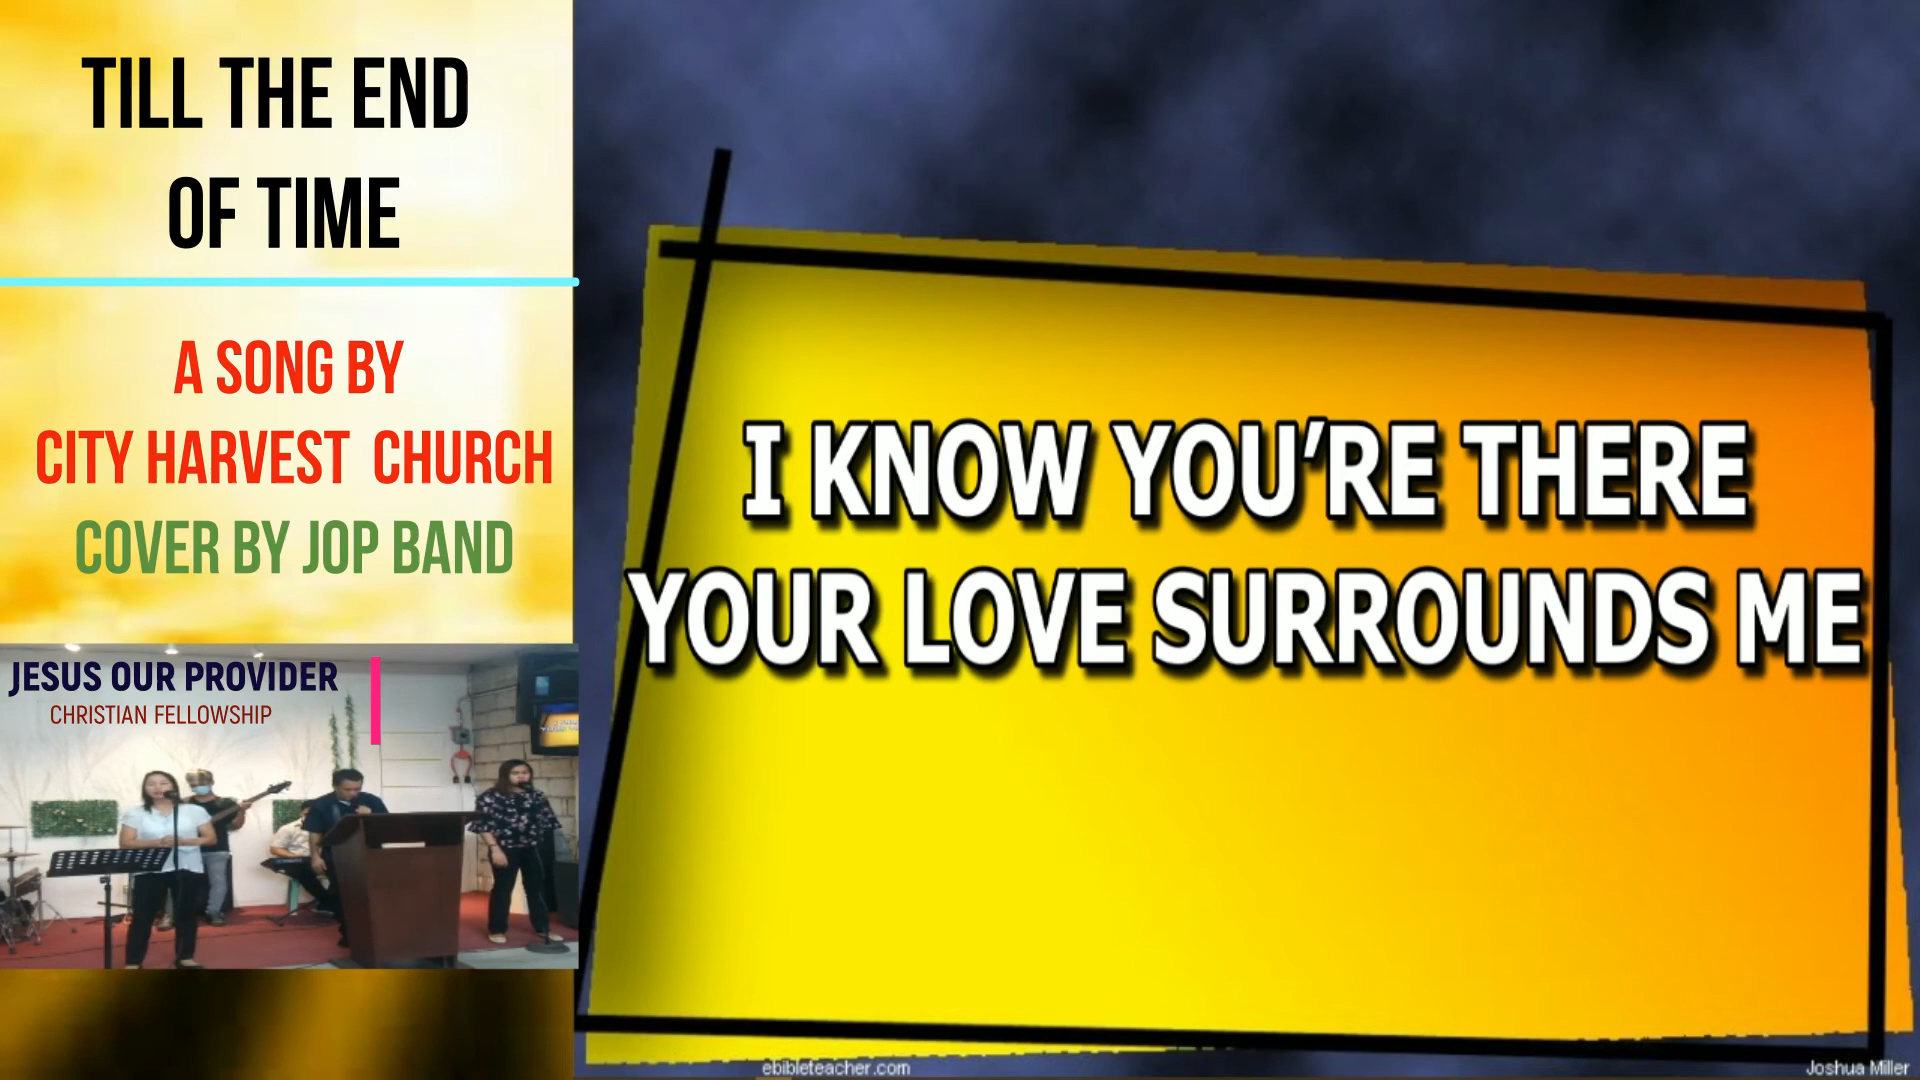 TILL THE END
OF TIME
A SONG BY
CITY HARVEST CHURCH
COVER BY JOP BAND
JESUS OUR PROVIDER
CHRISTIAN FELLOWSHIP
I KNOW YOU’RE THERE
YOUR LOVE SURROUNDS ME
ebibleteacher.com
Joshua Miller